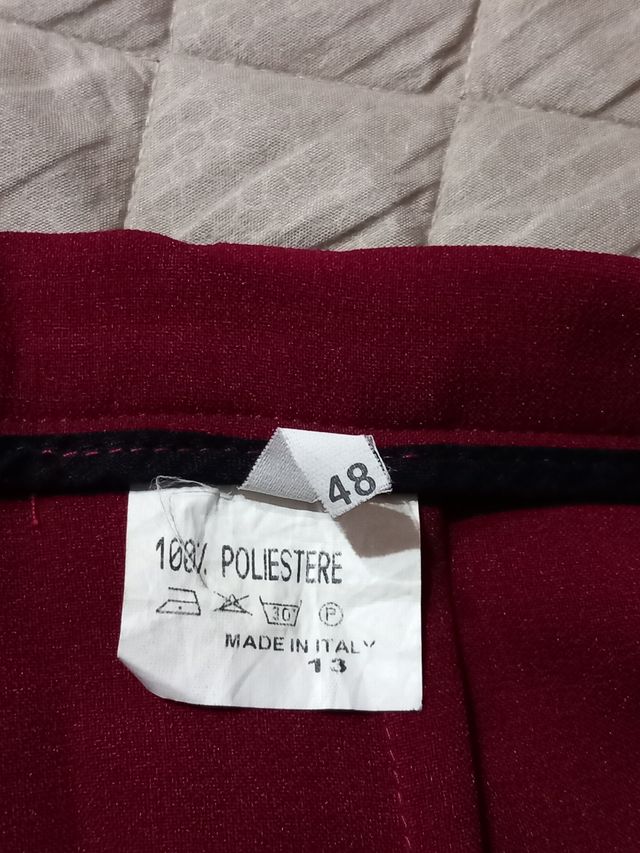 48
100% POLIESTERE
30°
P
MADE IN ITALY
13